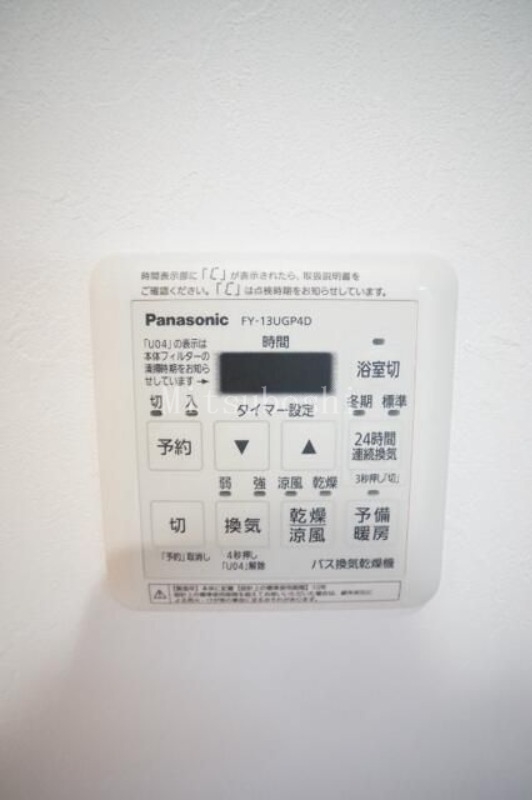 時間表示部に「こ」が表示されたら、取扱説明書を
ご確認ください。「こ」は点検時期をお知らせしています。
Panasonic FY-13UGP4D
「U04」の表示は
本体フィルターの
清掃時期をお知ら
せしています→
時間
浴室切
切 入
タイマー設定
冬期 標準
Mitsubochi
予約 ▼ ▲ 24時間
連続換気
弱 強 涼風 乾燥 3秒押し「切」
切 換気 乾燥
涼風 予備
暖房
「予約」取消し
4秒押し
「U04」解除
バス換気乾燥機